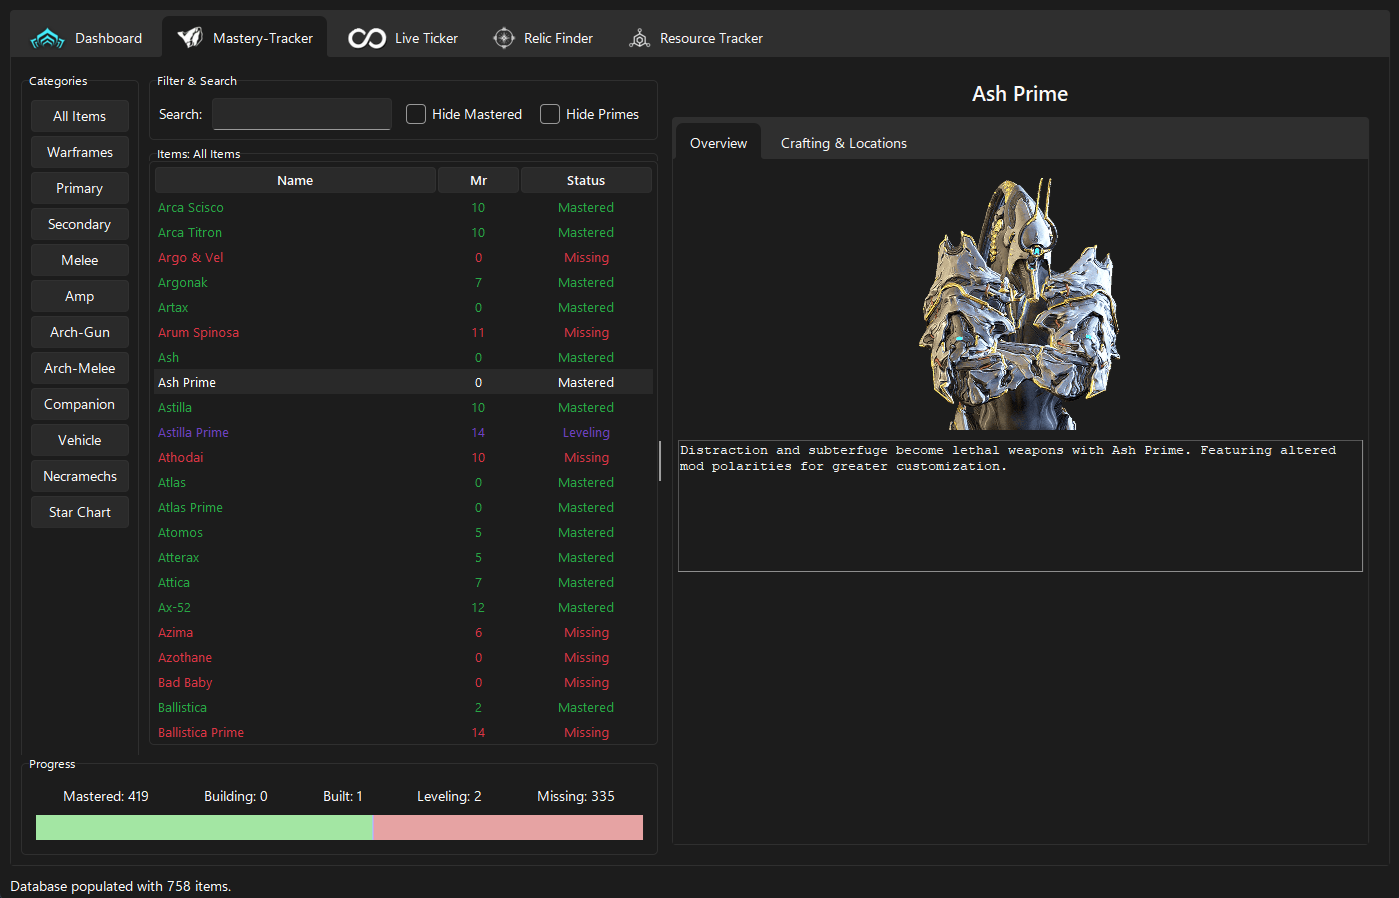 Dashboard
Mastery-Tracker
Live Ticker
Relic Finder
Resource Tracker
Categories
All Items
Warframes
Primary
Secondary
Melee
Amp
Arch-Gun
Arch-Melee
Companion
Vehicle
Necramechs
Star Chart
Filter & Search
Search:
Hide Mastered
Hide Primes
Items: All Items
Name Mr Status
Arca Scisco 10 Mastered
Arca Titron 10 Mastered
Argo & Vel 0 Missing
Argonak 7 Mastered
Artax 0 Mastered
Arum Spinosa 11 Missing
Ash 0 Mastered
Ash Prime 0 Mastered
Astilla 10 Mastered
Astilla Prime 14 Leveling
Athodai 10 Missing
Atlas 0 Mastered
Atlas Prime 0 Mastered
Atomos 5 Mastered
Atterax 5 Mastered
Attica 7 Mastered
Ax-52 12 Mastered
Azima 6 Missing
Azothane 0 Missing
Bad Baby 0 Missing
Ballistica 2 Mastered
Ballistica Prime 14 Missing
Progress
Mastered: 419
Building: 0
Built: 1
Leveling: 2
Missing: 335
Ash Prime
Overview
Crafting & Locations
Distraction and subterfuge become lethal weapons with Ash Prime. Featuring altered
mod polarities for greater customization.
Database populated with 758 items.